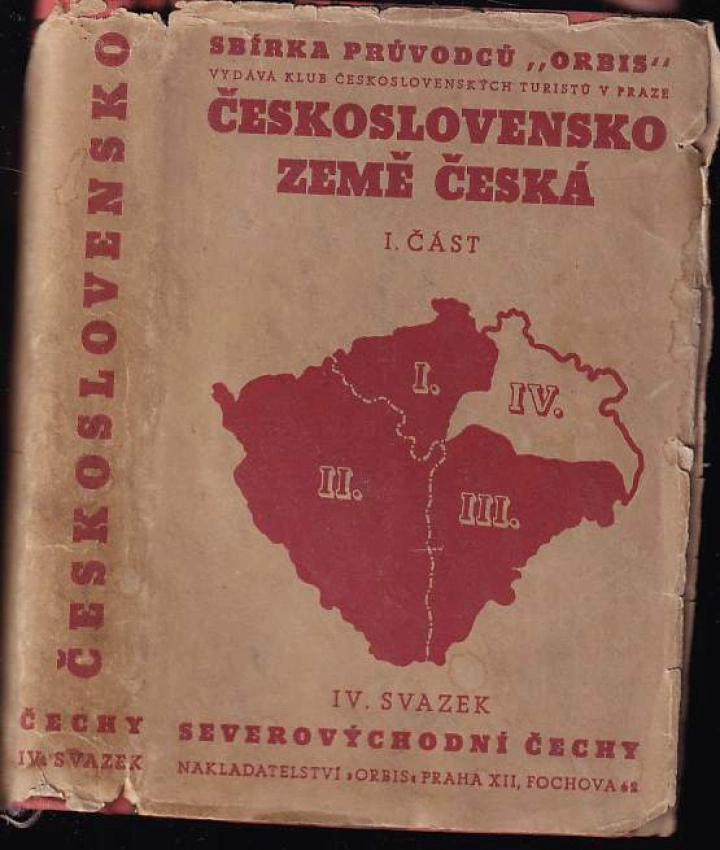 SBÍRKA PRŮVODCŮ „ORBIS“
VYDÁVÁ KLUB ČESKOSLOVENSKÝCH TURISTŮ V PRAZE
ČESKOSLOVENSKO
ZEMĚ ČESKÁ
I. ČÁST
I.
IV.
II.
III.
IV. SVAZEK
SEVEROVÝCHODNÍ ČECHY
NAKLADATELSTVÍ »ORBIS« PRAHA XII, FOCHOVA 62
ČESKOSLOVENSKO
ČECHY
IV. SVAZEK